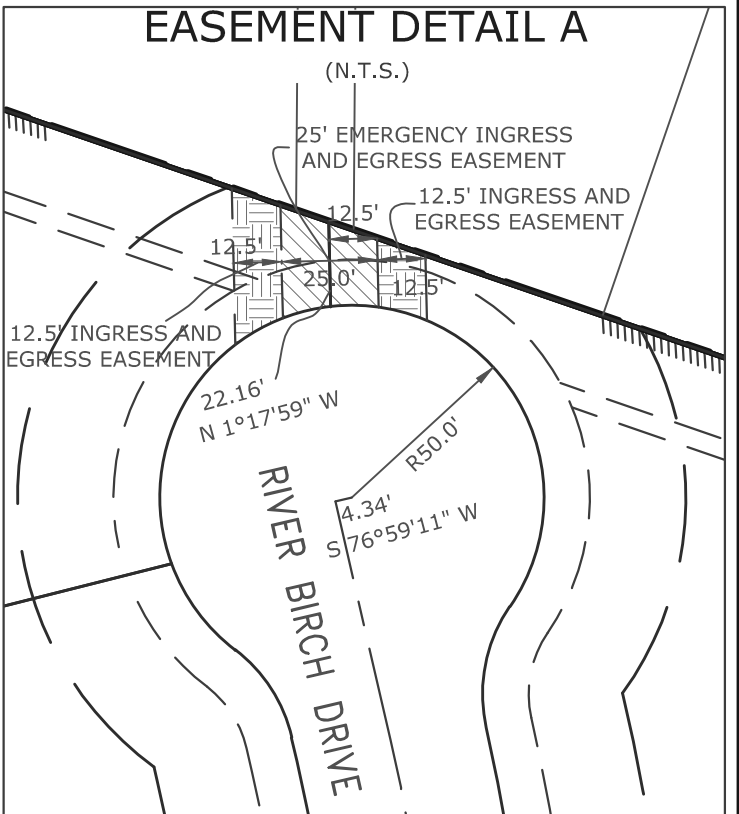 EASEMENT DETAIL A
(N.T.S.)
25' EMERGENCY INGRESS
AND EGRESS EASEMENT
12.5' INGRESS AND
EGRESS EASEMENT
12.5'
12.5'
25.0'
12.5'
12.5' INGRESS AND
EGRESS EASEMENT
22.16'
N 1°17'59" W
R50.0'
4.34'
S 76°59'11" W
RIVER BIRCH DRIVE